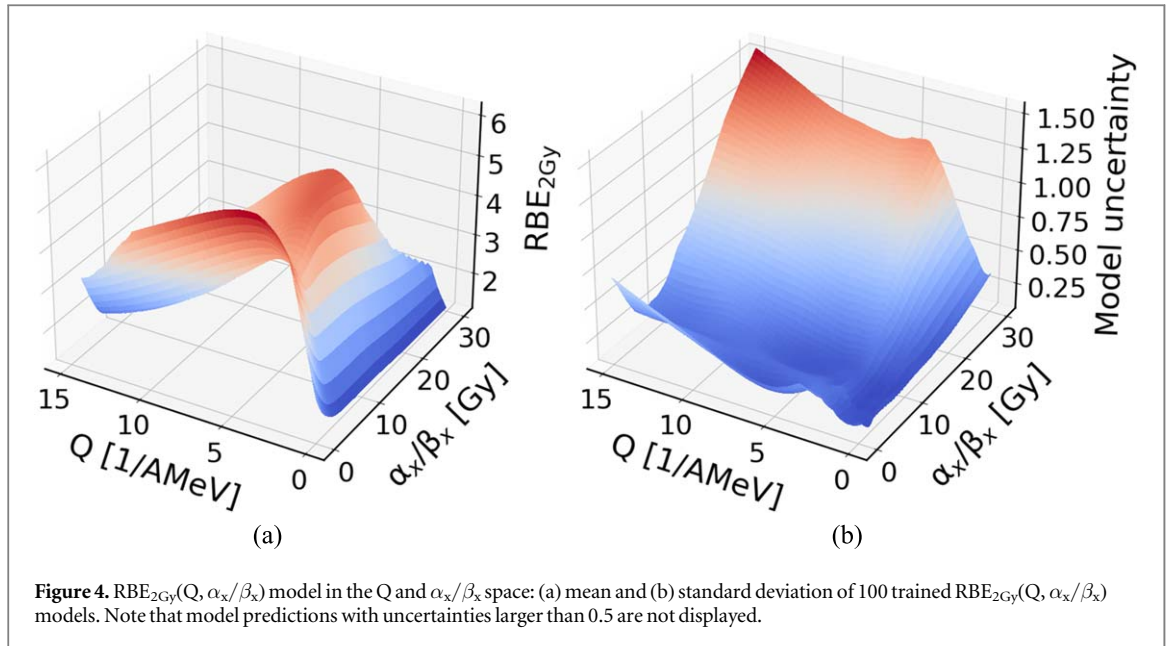 6
5
4
3
2
RBE2Gy
15
10
5
0
Q [1/AMeV]
0
10
20
30
αx/βx [Gy]
(a)
1.50
1.25
1.00
0.75
0.50
0.25
Model uncertainty
15
10
5
0
Q [1/AMeV]
0
10
20
30
αx/βx [Gy]
(b)
Figure 4. RBE2Gy(Q, αx/βx) model in the Q and αx/βx space: (a) mean and (b) standard deviation of 100 trained RBE2Gy(Q, αx/βx)
models. Note that model predictions with uncertainties larger than 0.5 are not displayed.